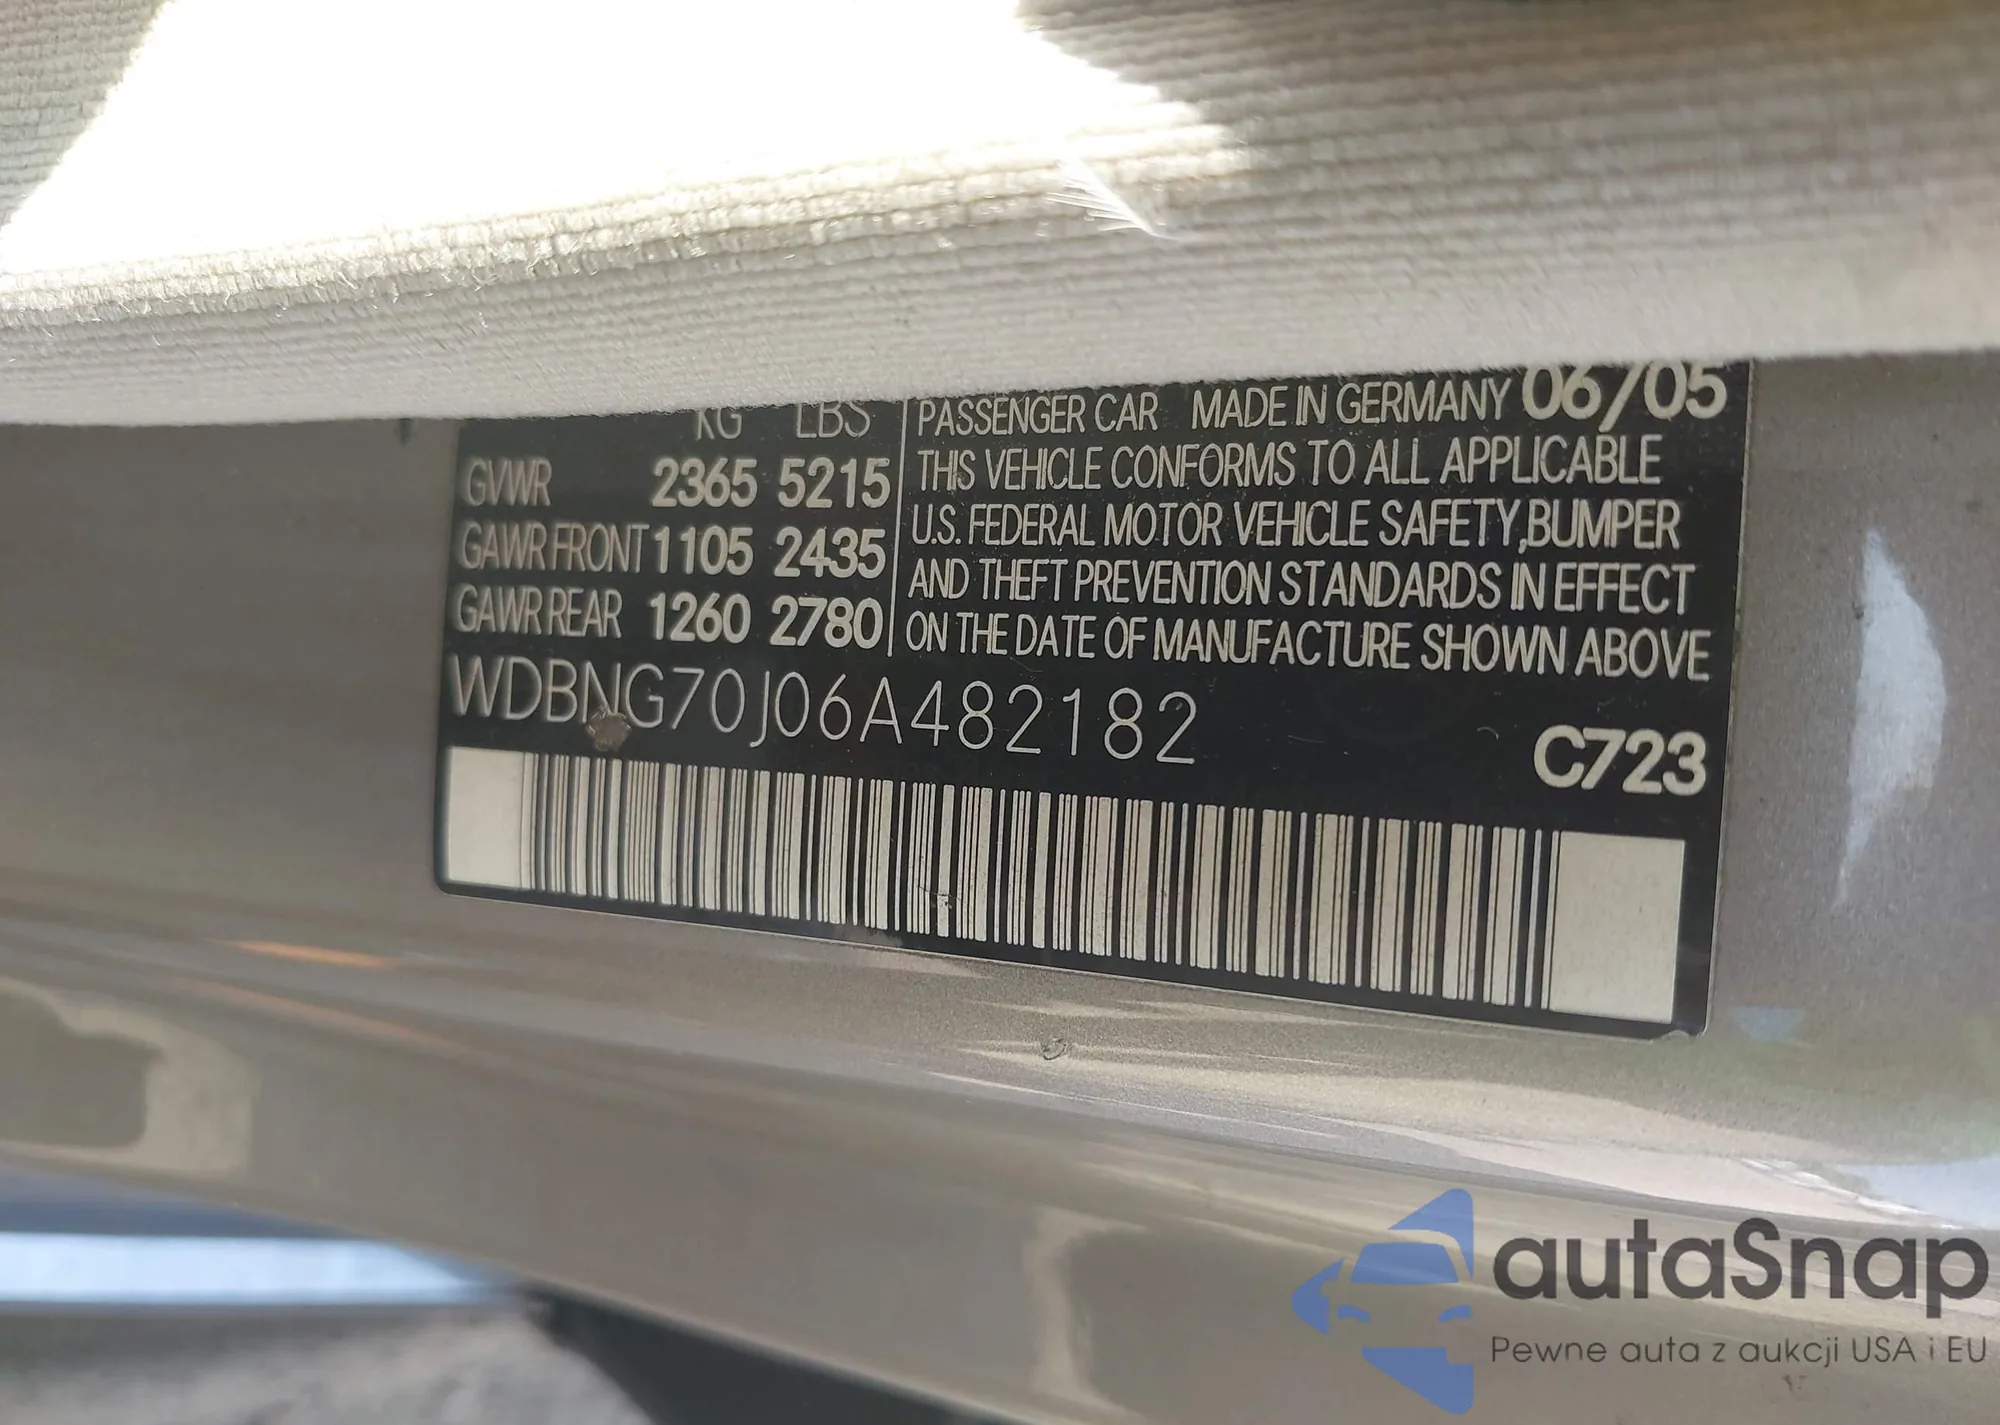 KG LBS
GVWR 2365 5215
GAWR FRONT 1105 2435
GAWR REAR 1260 2780
PASSENGER CAR MADE IN GERMANY 06/05
THIS VEHICLE CONFORMS TO ALL APPLICABLE
U.S. FEDERAL MOTOR VEHICLE SAFETY, BUMPER
AND THEFT PREVENTION STANDARDS IN EFFECT
ON THE DATE OF MANUFACTURE SHOWN ABOVE
WDBNG70J06A482182
C723
autaSnap
Pewne auta z aukcji USA i EU